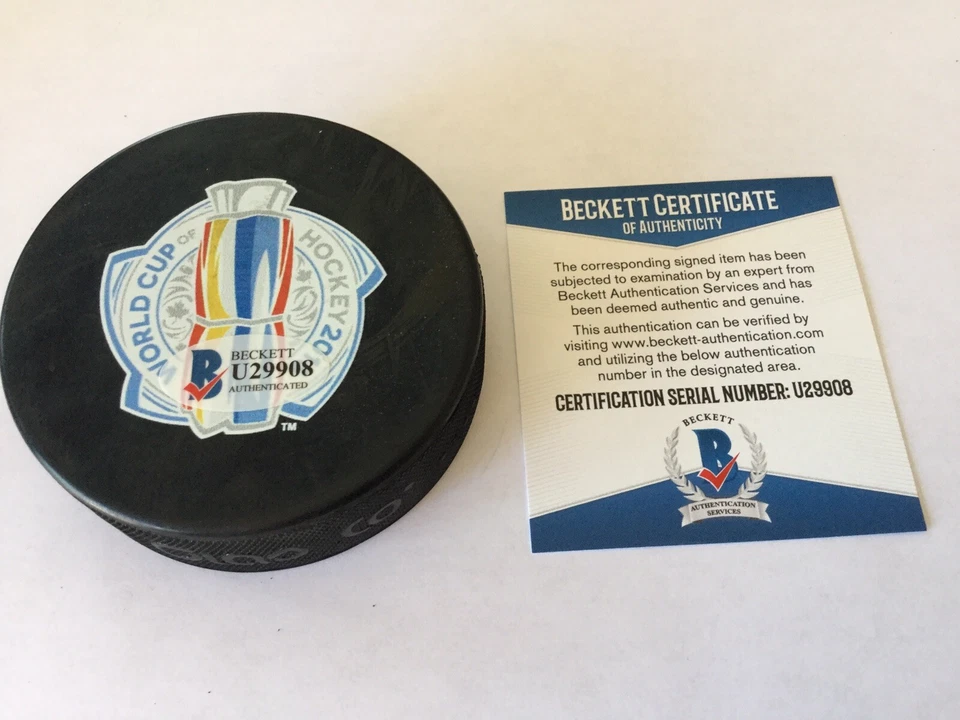 WORLD CUP OF HOCKEY 20
BECKETT
U29908
AUTHENTICATED
TM
CO
BECKETT CERTIFICATE
OF AUTHENTICITY
The corresponding signed item has been
subjected to examination by an expert from
Beckett Authentication Services and has
been deemed authentic and genuine.
This authentication can be verified by
visiting www.beckett-authentication.com
and utilizing the below authentication
number in the designated area.
CERTIFICATION SERIAL NUMBER: U29908
BECKETT
B
AUTHENTICATION
SERVICES